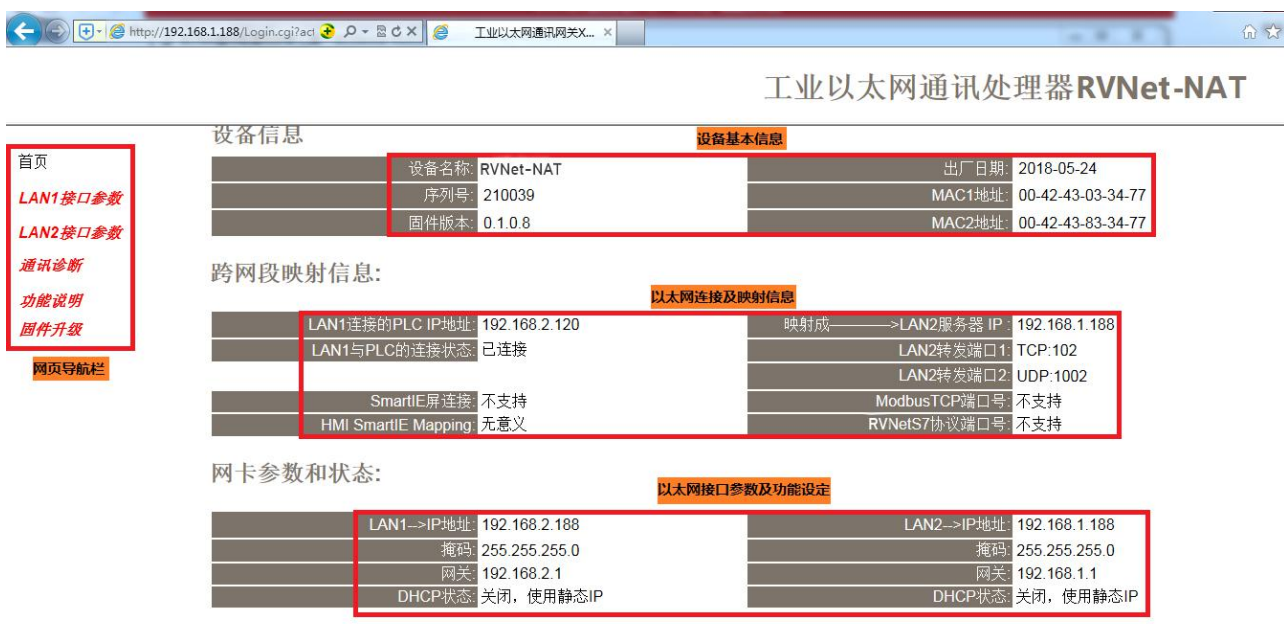 http://192.168.1.188/Login.cgi?act
工业以太网通讯网关X...
工业以太网通讯处理器RVNet-NAT
首页
LAN1接口参数
LAN2接口参数
通讯诊断
功能说明
固件升级
网页导航栏
设备信息
设备基本信息
设备名称: RVNet-NAT 出厂日期: 2018-05-24
序列号: 210039 MAC1地址: 00-42-43-03-34-77
固件版本: 0.1.0.8 MAC2地址: 00-42-43-83-34-77
跨网段映射信息:
以太网连接及映射信息
LAN1连接的PLC IP地址: 192.168.2.120 映射成————>LAN2服务器 IP : 192.168.1.188
LAN1与PLC的连接状态: 已连接 LAN2转发端口1: TCP:102
LAN2转发端口2: UDP:1002
SmartIE屏连接: 不支持 ModbusTCP端口号: 不支持
HMI SmartIE Mapping: 无意义 RVNetS7协议端口号: 不支持
网卡参数和状态:
以太网接口参数及功能设定
LAN1-->IP地址: 192.168.2.188 LAN2-->IP地址: 192.168.1.188
掩码: 255.255.255.0 掩码: 255.255.255.0
网关: 192.168.2.1 网关: 192.168.1.1
DHCP状态: 关闭，使用静态IP DHCP状态: 关闭，使用静态IP